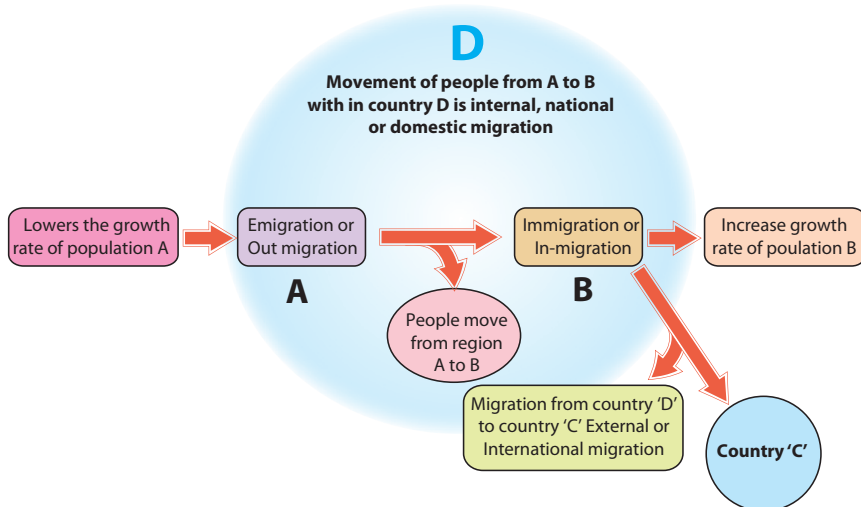 D
Movement of people from A to B
with in country D is internal, national
or domestic migration
Lowers the growth
rate of population A
Emigration or
Out migration
Immigration or
In-migration
Increase growth
rate of poulation B
A
B
People move
from region
A to B
Migration from country ‘D’
to country ‘C’ External or
International migration
Country ‘C’